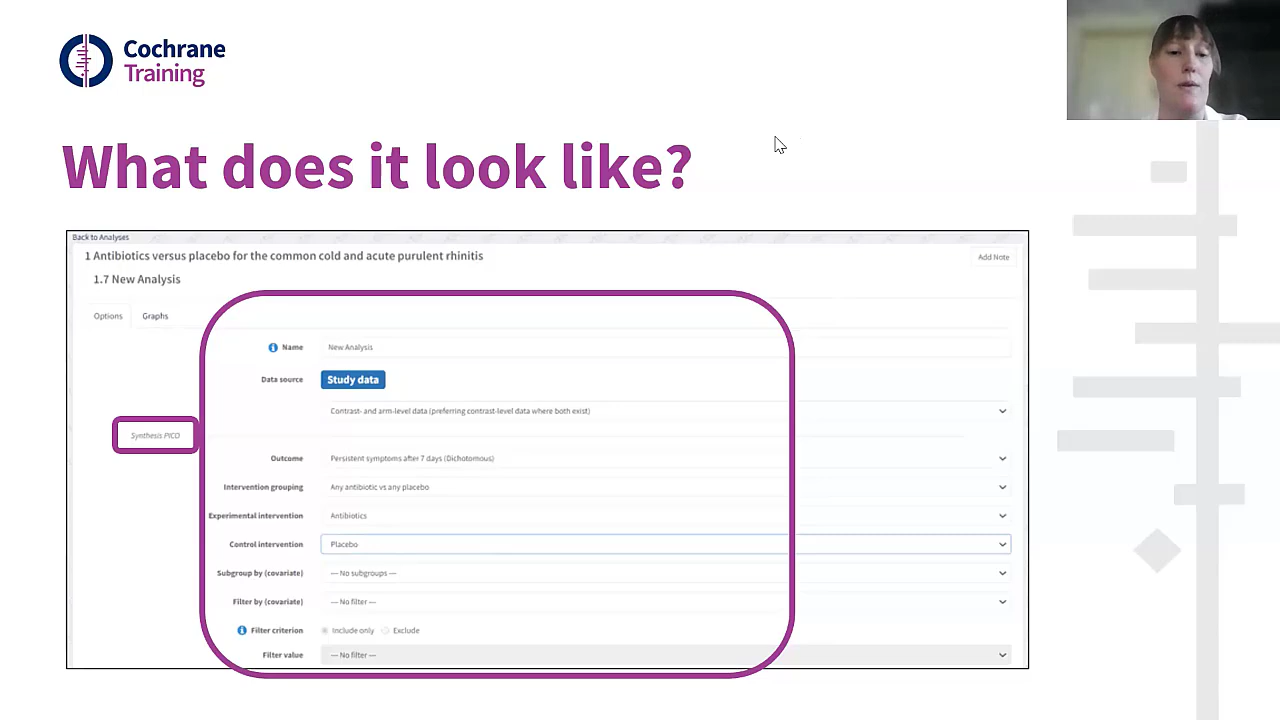 Cochrane
Training
What does it look like?
Back to Analyses
1 Antibiotics versus placebo for the common cold and acute purulent rhinitis
Add Note
1.7 New Analysis
Options
Graphs
Name
New Analysis
Data source
Study data
Contrast- and arm-level data (preferring contrast-level data where both exist)
Synthesis PICO
Outcome
Persistent symptoms after 7 days (Dichotomous)
Intervention grouping
Any antibiotic vs any placebo
Experimental intervention
Antibiotics
Control intervention
Placebo
Subgroup by (covariate)
--- No subgroups ---
Filter by (covariate)
--- No filter ---
Filter criterion
Include only
Exclude
Filter value
--- No filter ---